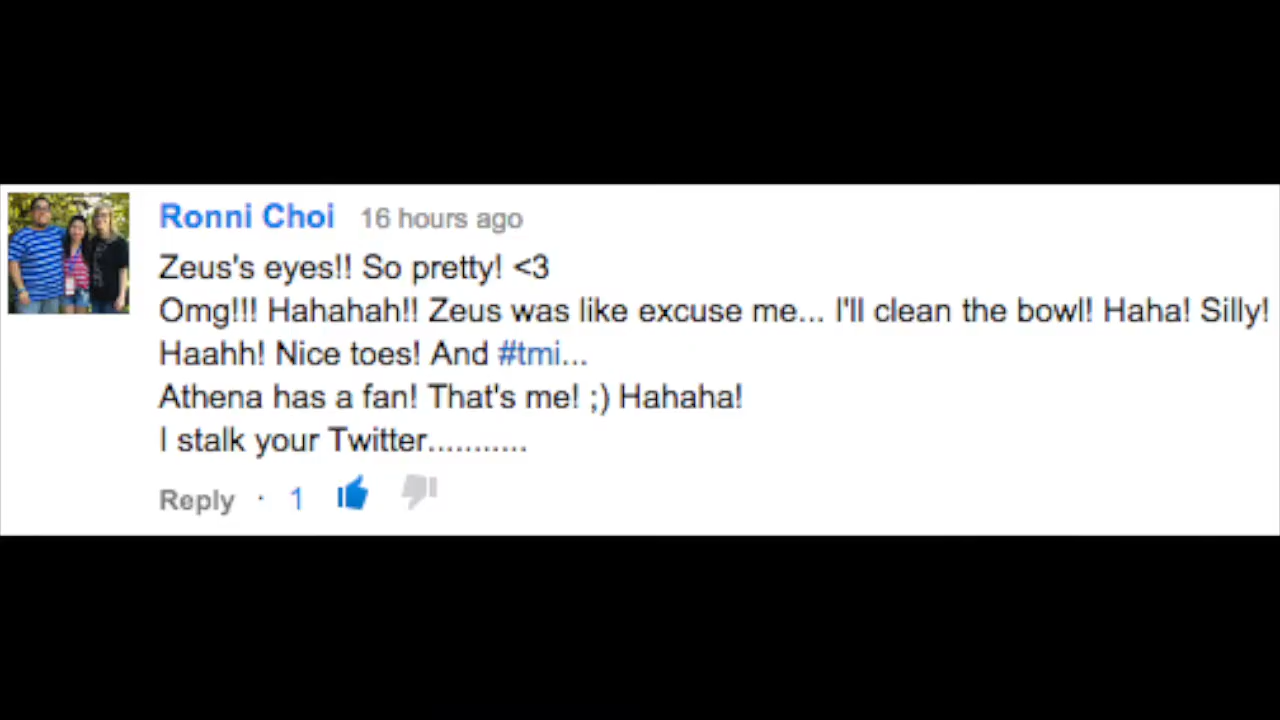 Ronni Choi 16 hours ago
Zeus's eyes!! So pretty! <3
Omg!!! Hahahah!! Zeus was like excuse me... I'll clean the bowl! Haha! Silly!
Haahh! Nice toes! And #tmi...
Athena has a fan! That's me! ;) Hahaha!
I stalk your Twitter...........
Reply · 1